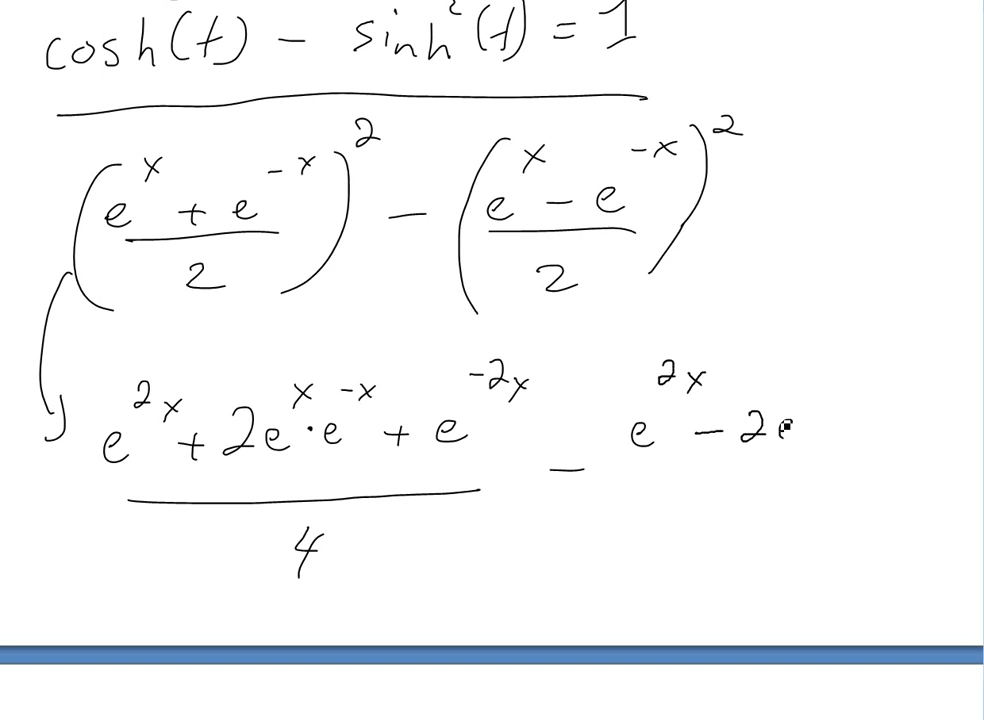 cosh(t) - sinh²(t) = 1
((e^x + e^-x)/2)² - ((e^x - e^-x)/2)²
(e^2x + 2e^x·e^-x + e^-2x)/4 - e^2x - 2e